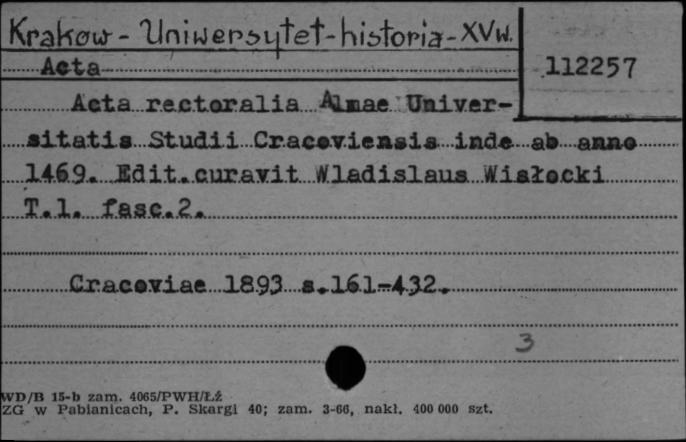 Kraków - Uniwersytet - historia - XV w.
Acta
112257
Acta rectoralia Almae Univer-
sitatis Studii Cracoviensis inde ab anno
1469. Edit.curavit Wladislaus Wisłocki
T.1. fasc.2.
Cracoviae 1893 s.161-432.
3
WD/B 15-b zam. 4065/PWH/Łź
ZG w Pabianicach, P. Skargi 40; zam. 3-66, nakł. 400 000 szt.